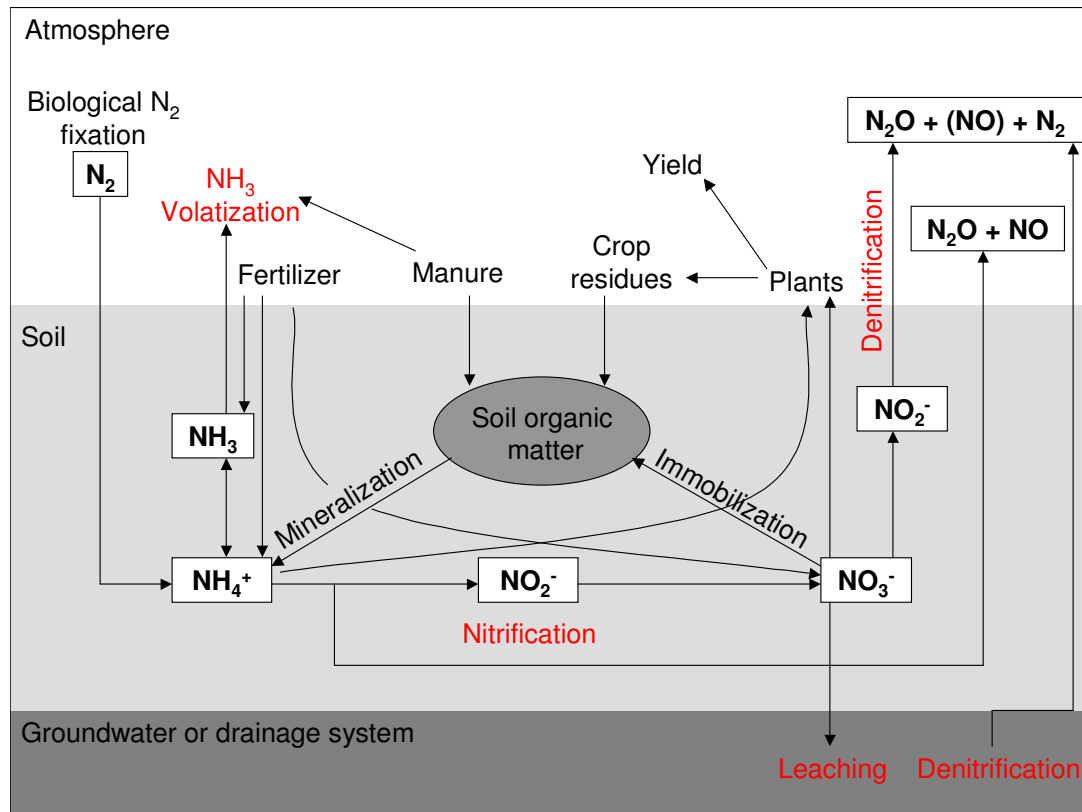 Atmosphere
Biological N₂
fixation
N₂
NH₃
Volatization
Fertilizer
Manure
Crop
residues
Yield
Plants
N₂O + (NO) + N₂
N₂O + NO
Denitrification
Soil
NH₃
Soil organic
matter
NO₂⁻
Mineralization
Immobilization
NH₄⁺
NO₂⁻
NO₃⁻
Nitrification
Groundwater or drainage system
Leaching
Denitrification